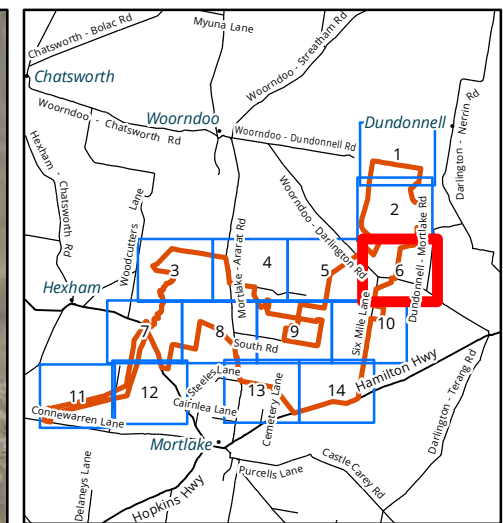 Chatsworth - Bolac Rd
Myuna Lane
Woorndoo - Streatham Rd
Chatsworth
Woorndoo - Chatsworth Rd
Woorndoo
Woorndoo - Dundonnell Rd
Dundonnell
Darlington - Nerrin Rd
Hexham - Chatsworth Rd
Woodcutters Lane
Mortlake - Ararat Rd
Woorndoo - Darlington Rd
Dundonnell - Mortlake Rd
1
2
3
4
5
6
Hexham
Six Mile Lane
7
8
9
10
South Rd
Hamilton Hwy
11
12
13
14
Steeles Lane
Cairnlea Lane
Connewarren Lane
Cemetery Lane
Darlington - Terang Rd
Mortlake
Delaneys Lane
Hopkins Hwy
Purcells Lane
Castle Carey Rd